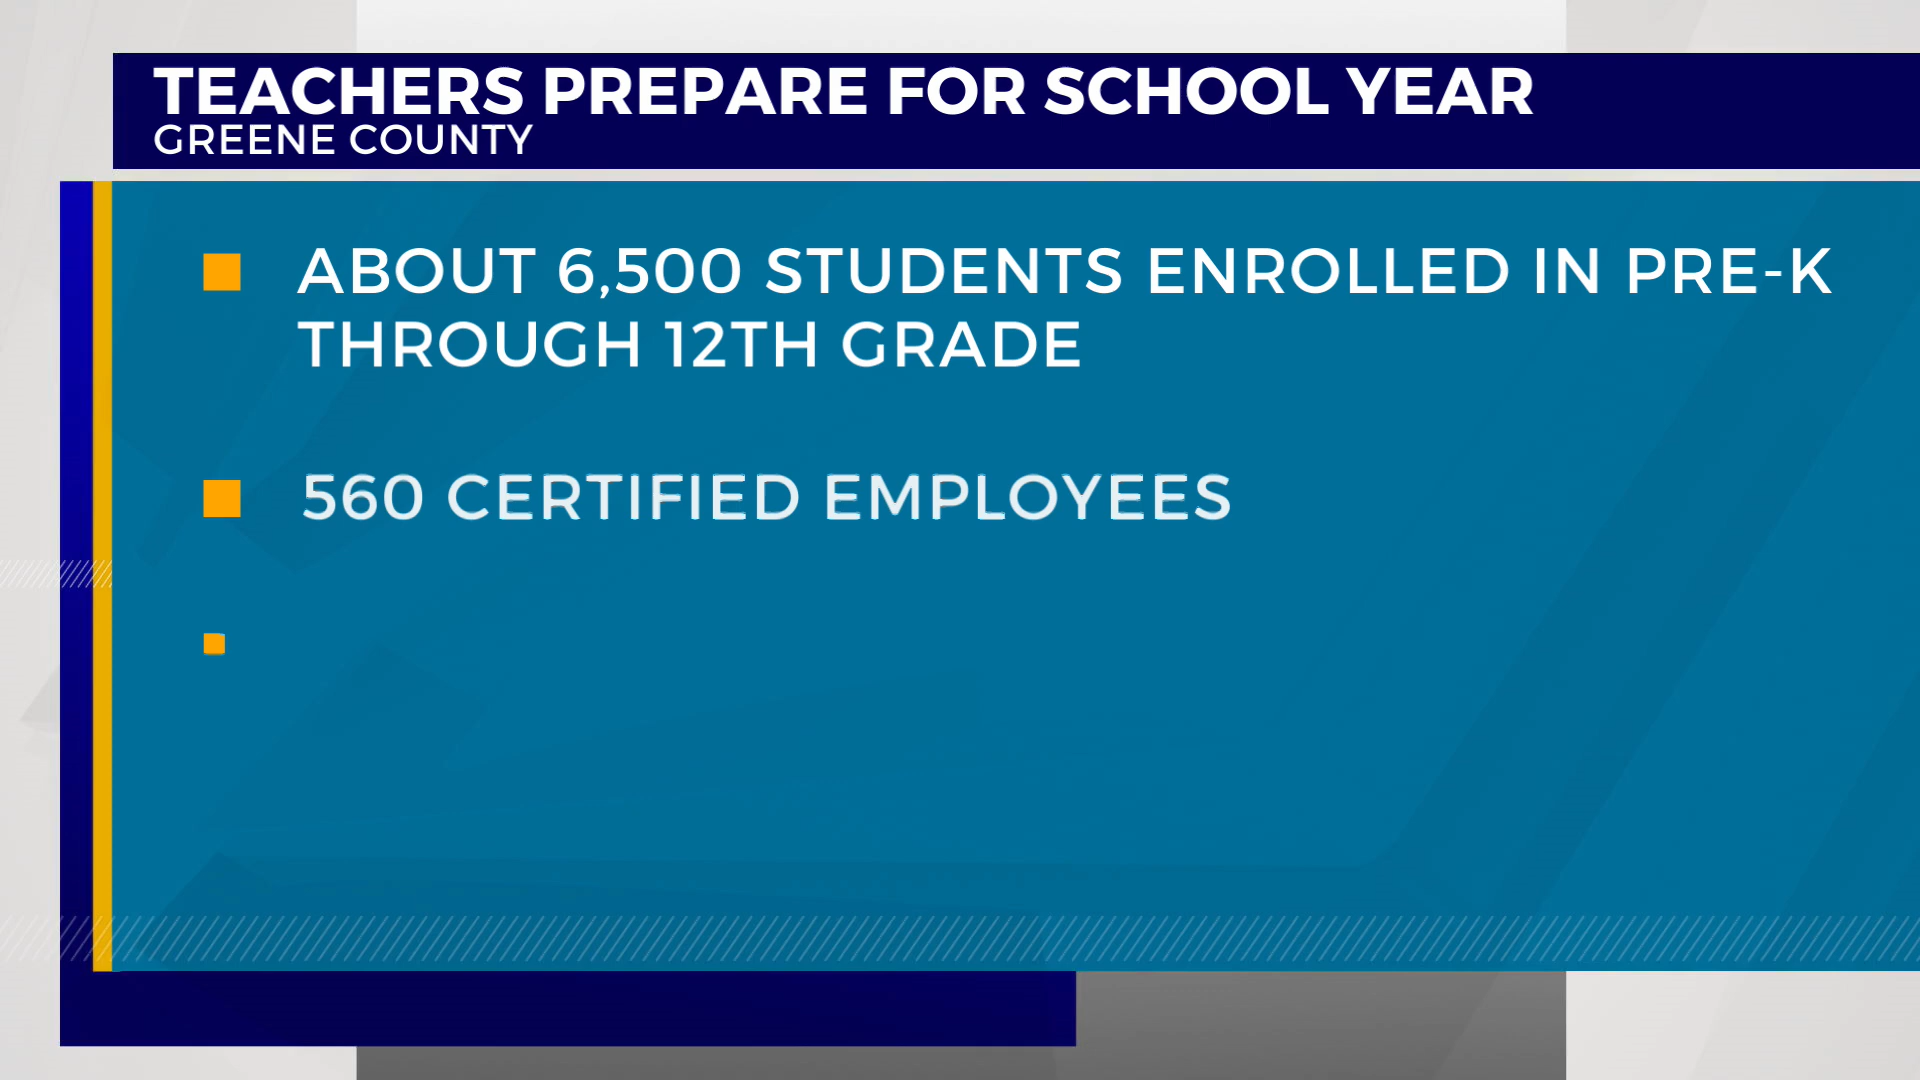 TEACHERS PREPARE FOR SCHOOL YEAR
GREENE COUNTY
ABOUT 6,500 STUDENTS ENROLLED IN PRE-K
THROUGH 12TH GRADE
560 CERTIFIED EMPLOYEES